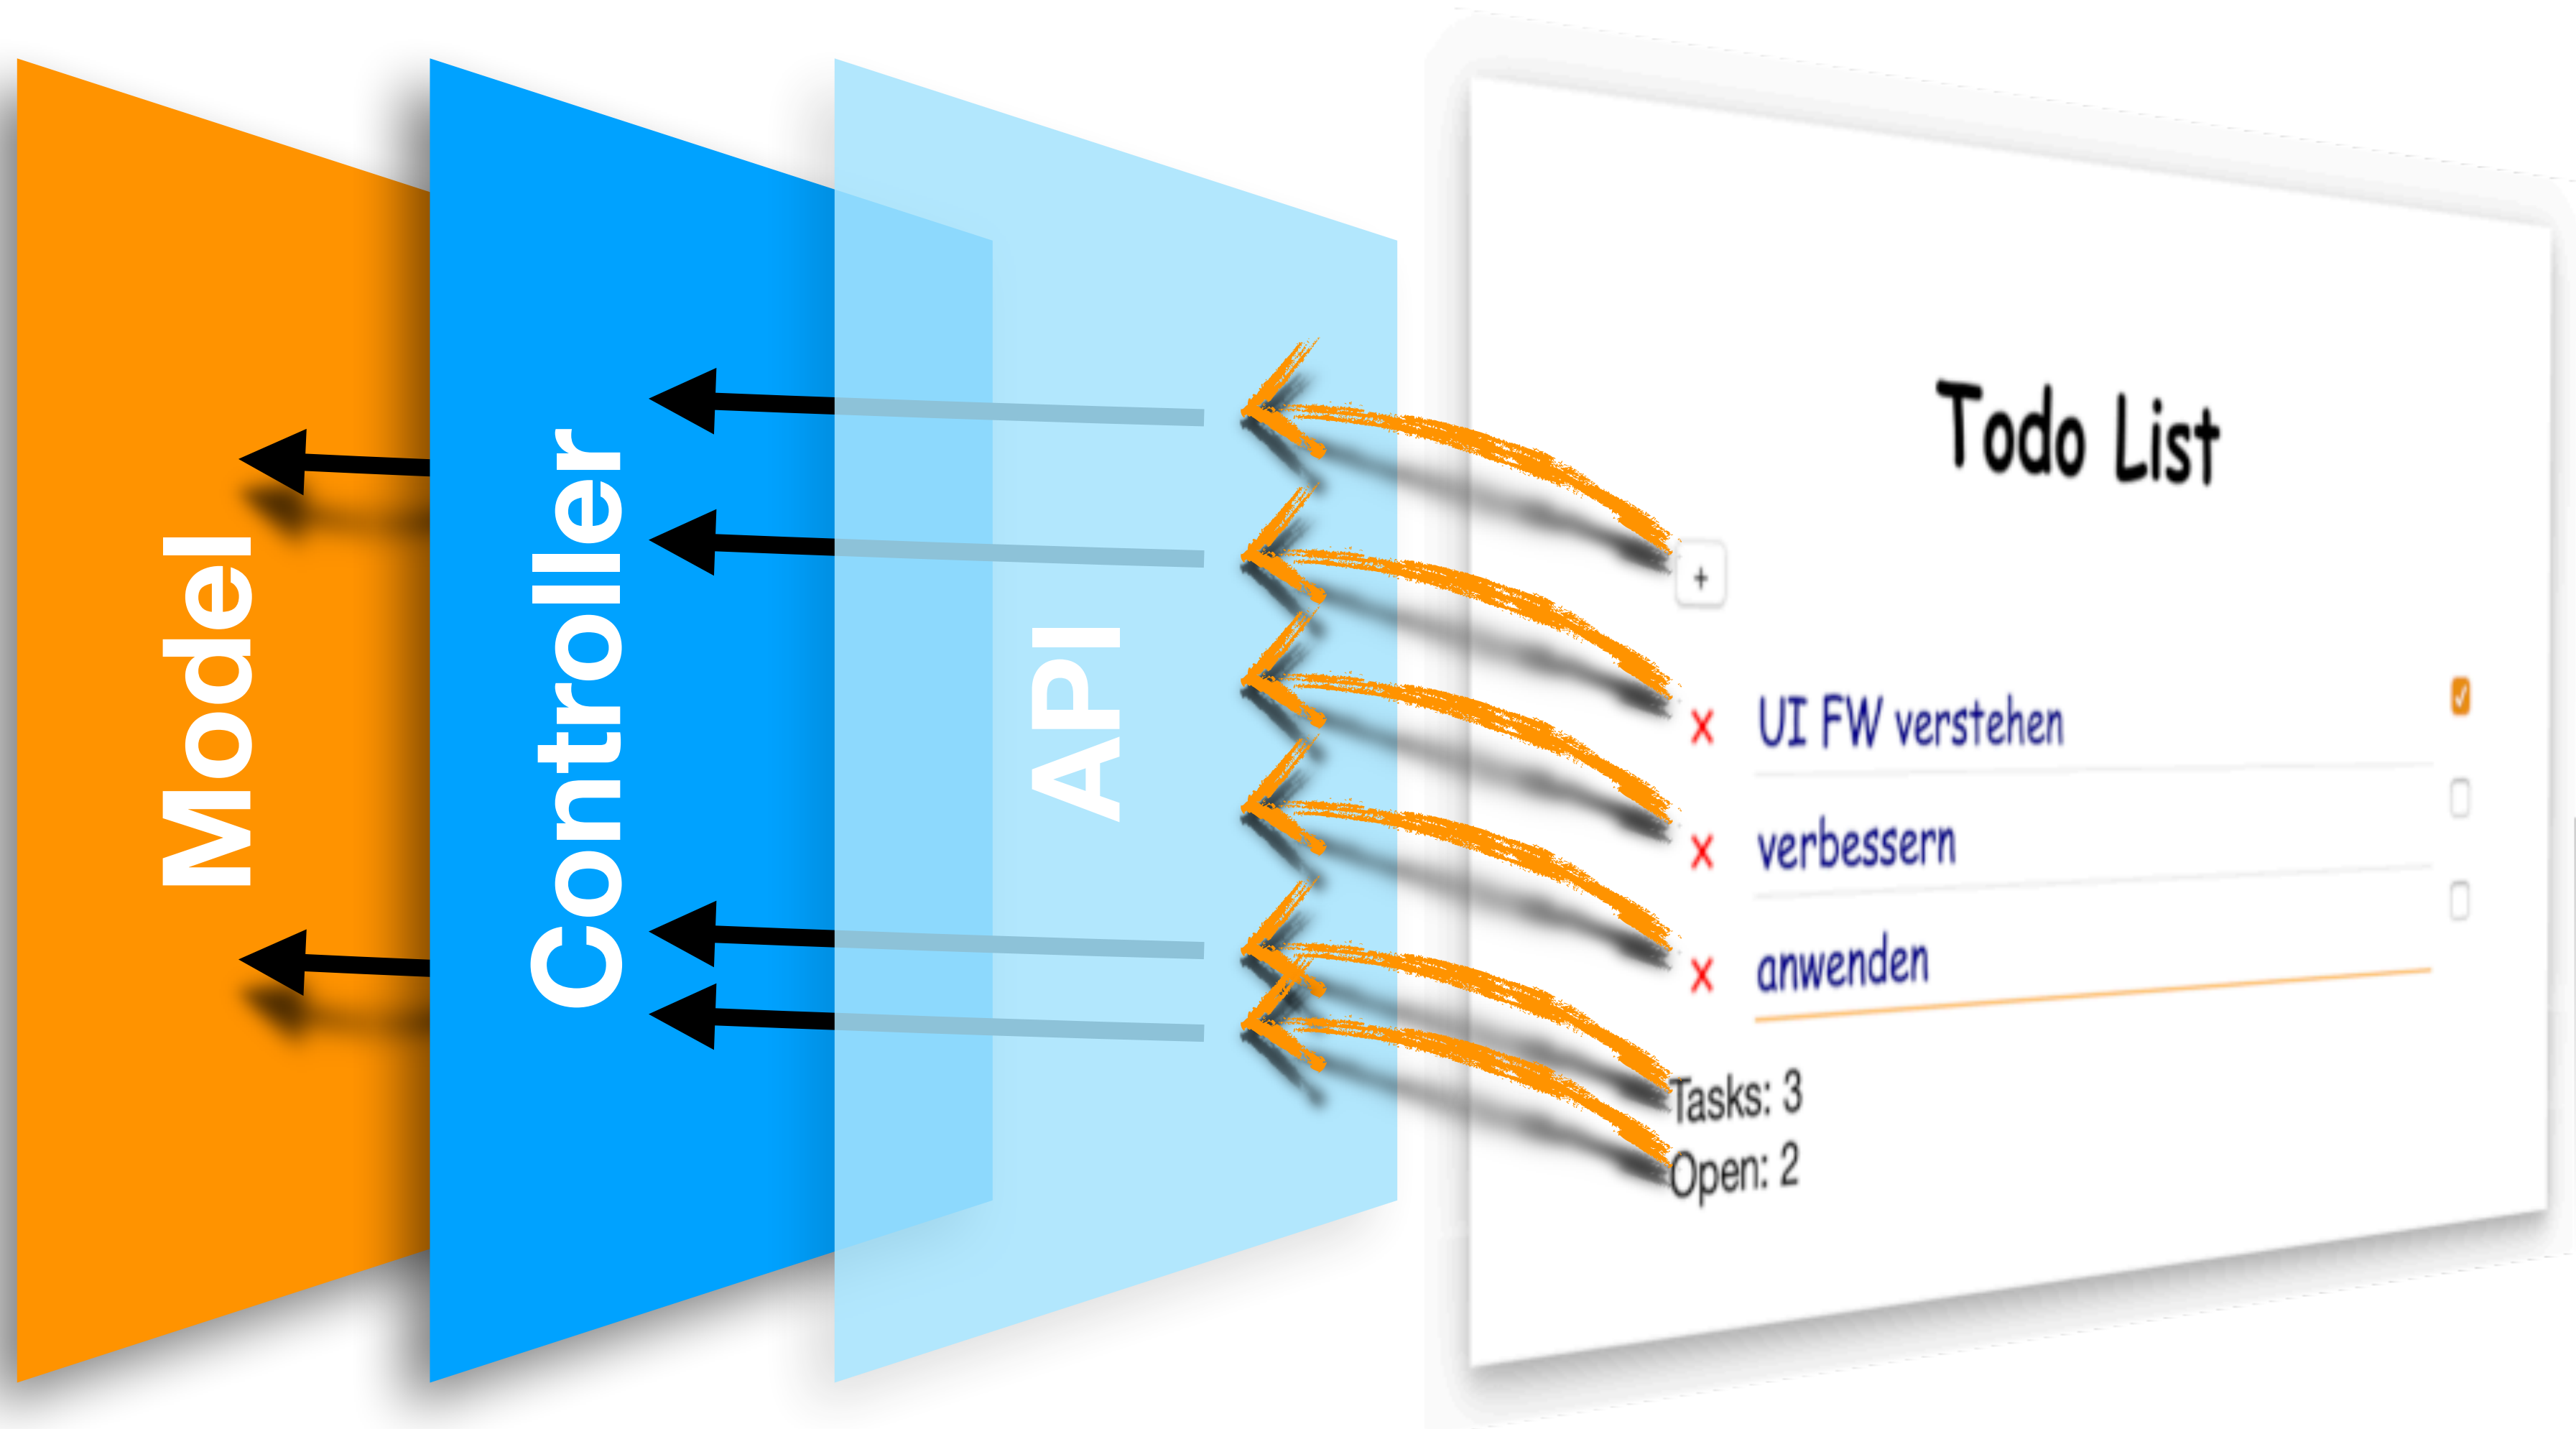 Model
Controller
API
Todo List
+
x UI FW verstehen
x verbessern
x anwenden
Tasks: 3
Open: 2